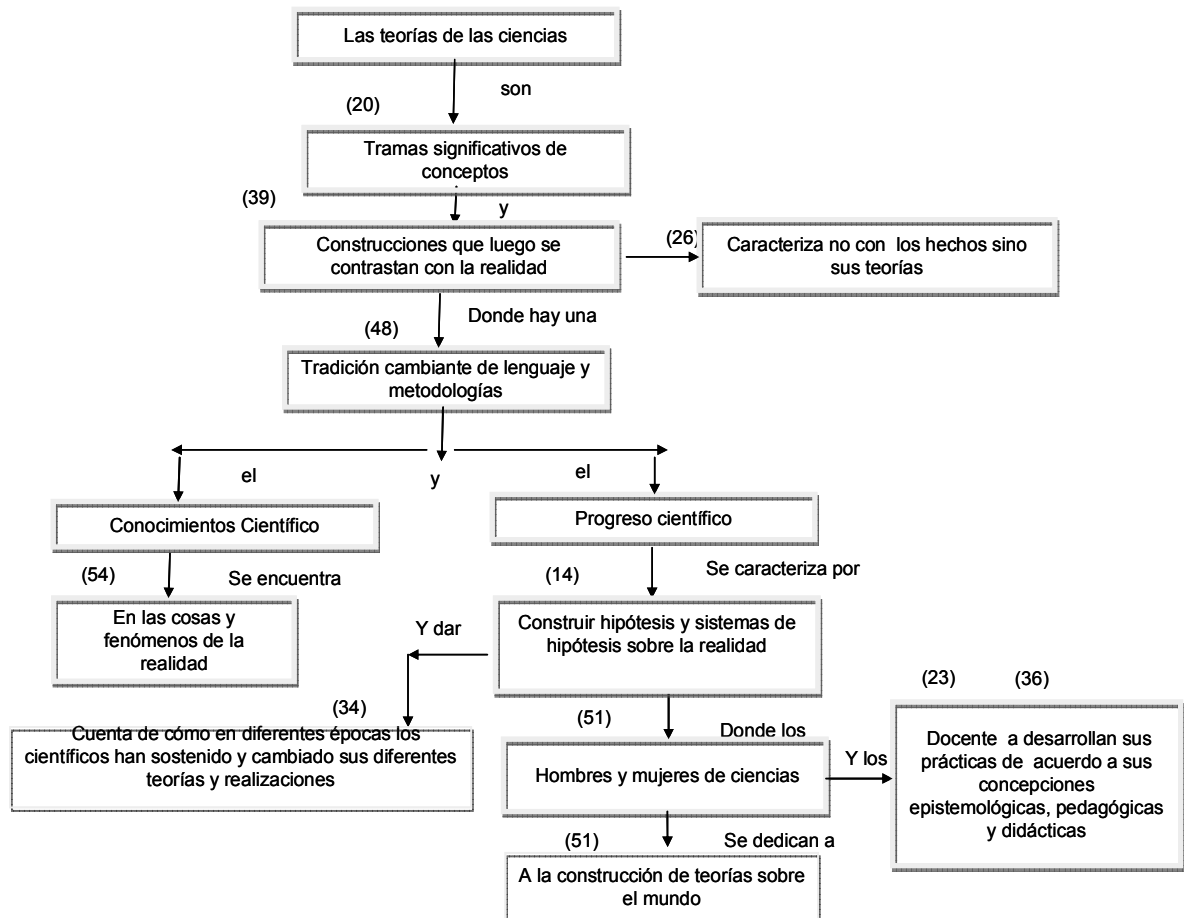 Las teorías de las ciencias
son
(20)
Tramas significativos de
conceptos
(39)
y
Construcciones que luego se
contrastan con la realidad
(26)
Caracteriza no con los hechos sino
sus teorías
Donde hay una
(48)
Tradición cambiante de lenguaje y
metodologías
el
y
el
Conocimientos Científico
Progreso científico
(54)
Se encuentra
(14)
Se caracteriza por
En las cosas y
fenómenos de la
realidad
Y dar
Construir hipótesis y sistemas de
hipótesis sobre la realidad
(34)
Cuenta de cómo en diferentes épocas los
científicos han sostenido y cambiado sus diferentes
teorías y realizaciones
(51)
Donde los
Hombres y mujeres de ciencias
Y los
(23) (36)
Docente a desarrollan sus
prácticas de acuerdo a sus
concepciones
epistemológicas, pedagógicas
y didácticas
(51)
Se dedican a
A la construcción de teorías sobre
el mundo